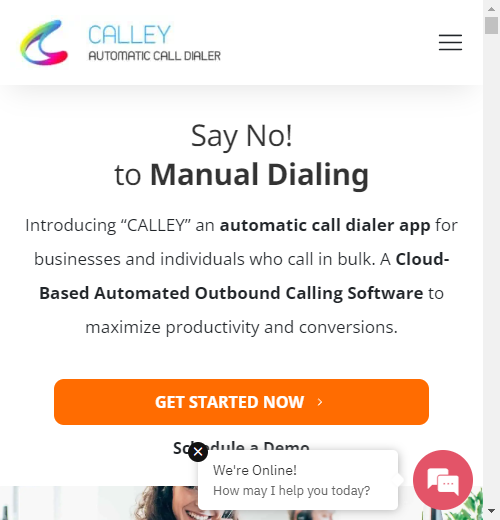 CALLEY
AUTOMATIC CALL DIALER
Say No!
to Manual Dialing
Introducing “CALLEY” an automatic call dialer app for
businesses and individuals who call in bulk. A Cloud-
Based Automated Outbound Calling Software to
maximize productivity and conversions.
GET STARTED NOW
Schedule a Demo
We're Online!
How may I help you today?